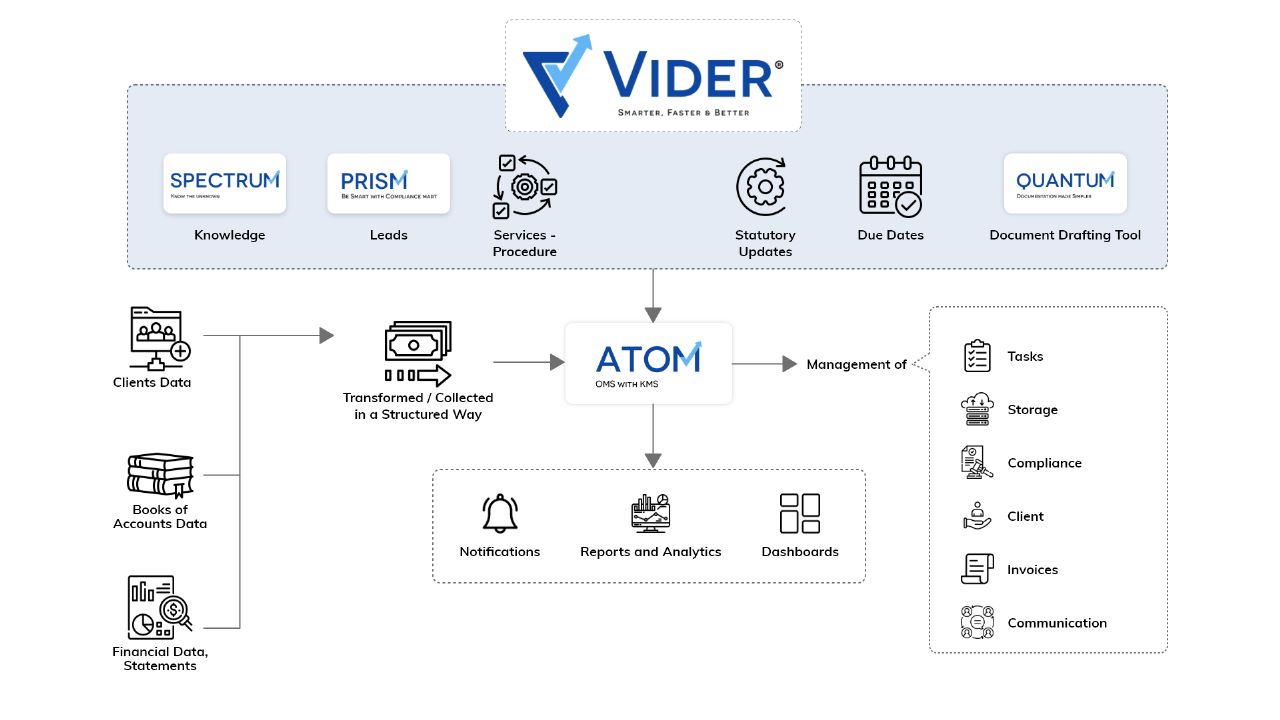 VIDER®
SMARTER, FASTER & BETTER
SPECTRUM
KNOW THE UNKNOWN
Knowledge
PRISM
BE SMART WITH COMPLIANCE MART
Leads
Services -
Procedure
Statutory
Updates
Due Dates
QUANTUM
DOCUMENTATION MADE SIMPLER
Document Drafting Tool
Clients Data
Books of
Accounts Data
Financial Data,
Statements
Transformed / Collected
in a Structured Way
ATOM
OMS WITH KMS
Management of
Tasks
Storage
Compliance
Client
Invoices
Communication
Notifications
Reports and Analytics
Dashboards